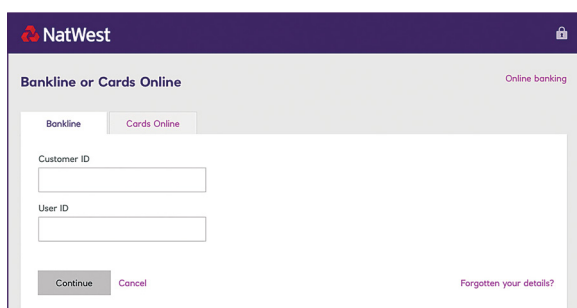 NatWest
Bankline or Cards Online
Online banking
Bankline
Cards Online
Customer ID
User ID
Continue
Cancel
Forgotten your details?